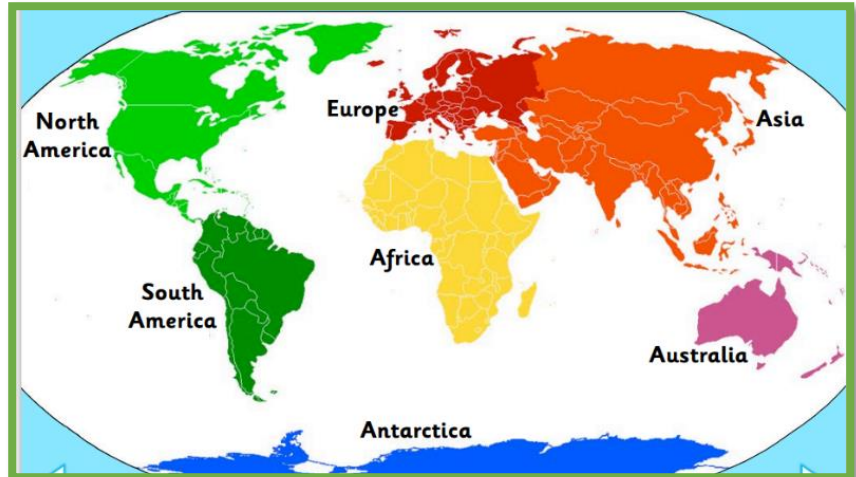 North
America
Europe
Asia
Africa
South
America
Australia
Antarctica